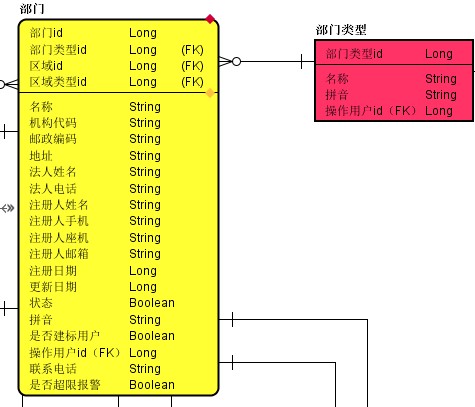 部门
部门id Long
部门类型id Long (FK)
区域id Long (FK)
区域类型id Long (FK)
名称 String
机构代码 String
邮政编码 String
地址 String
法人姓名 String
法人电话 String
注册人姓名 String
注册人手机 String
注册人座机 String
注册人邮箱 String
注册日期 Long
更新日期 Long
状态 Boolean
拼音 String
是否建标用户 Boolean
操作用户id（FK） Long
联系电话 String
是否超限报警 Boolean
部门类型
部门类型id Long
名称 String
拼音 String
操作用户id（FK） Long